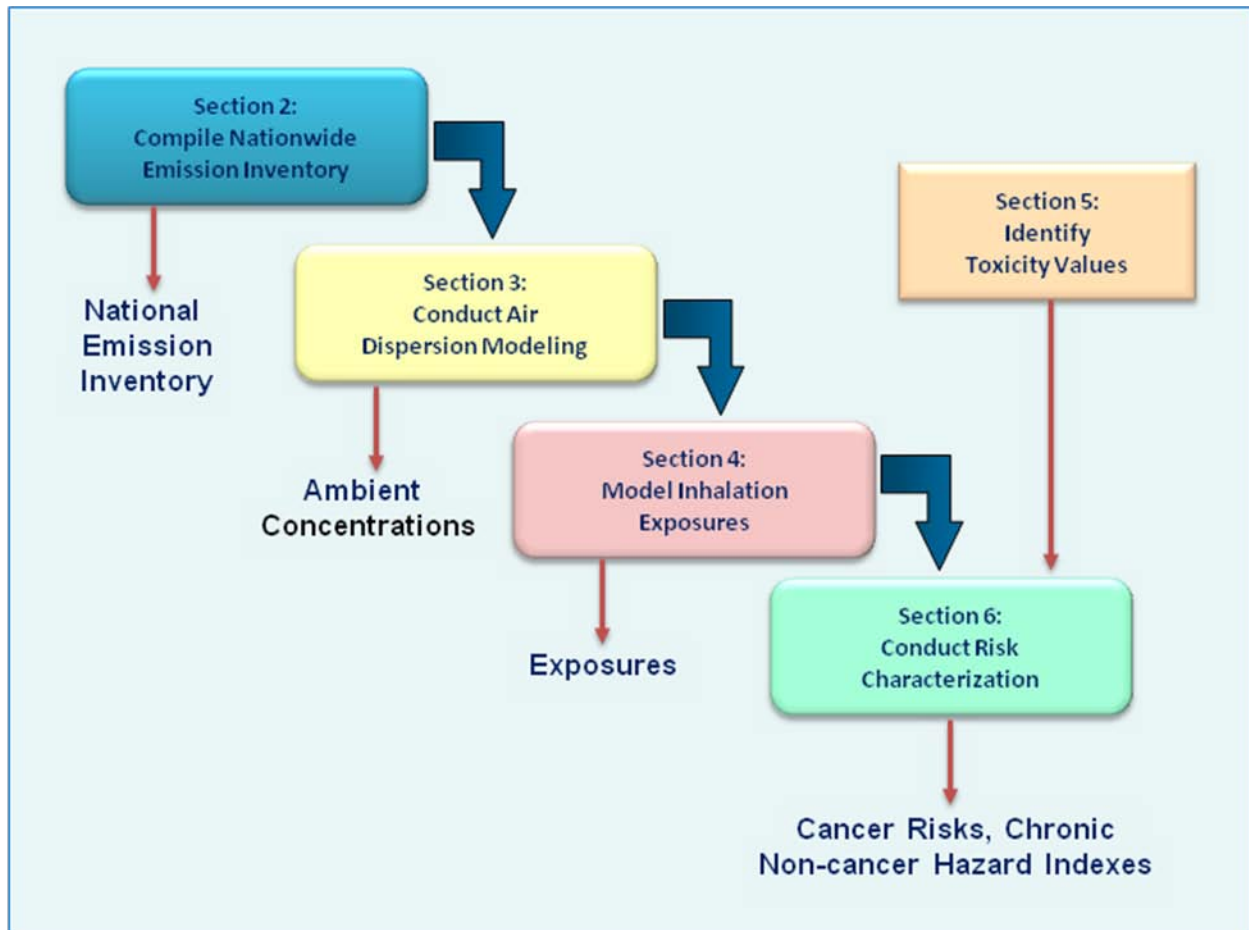 Section 2:
Compile Nationwide
Emission Inventory
National
Emission
Inventory
Section 3:
Conduct Air
Dispersion Modeling
Ambient
Concentrations
Section 4:
Model Inhalation
Exposures
Exposures
Section 5:
Identify
Toxicity Values
Section 6:
Conduct Risk
Characterization
Cancer Risks, Chronic
Non-cancer Hazard Indexes